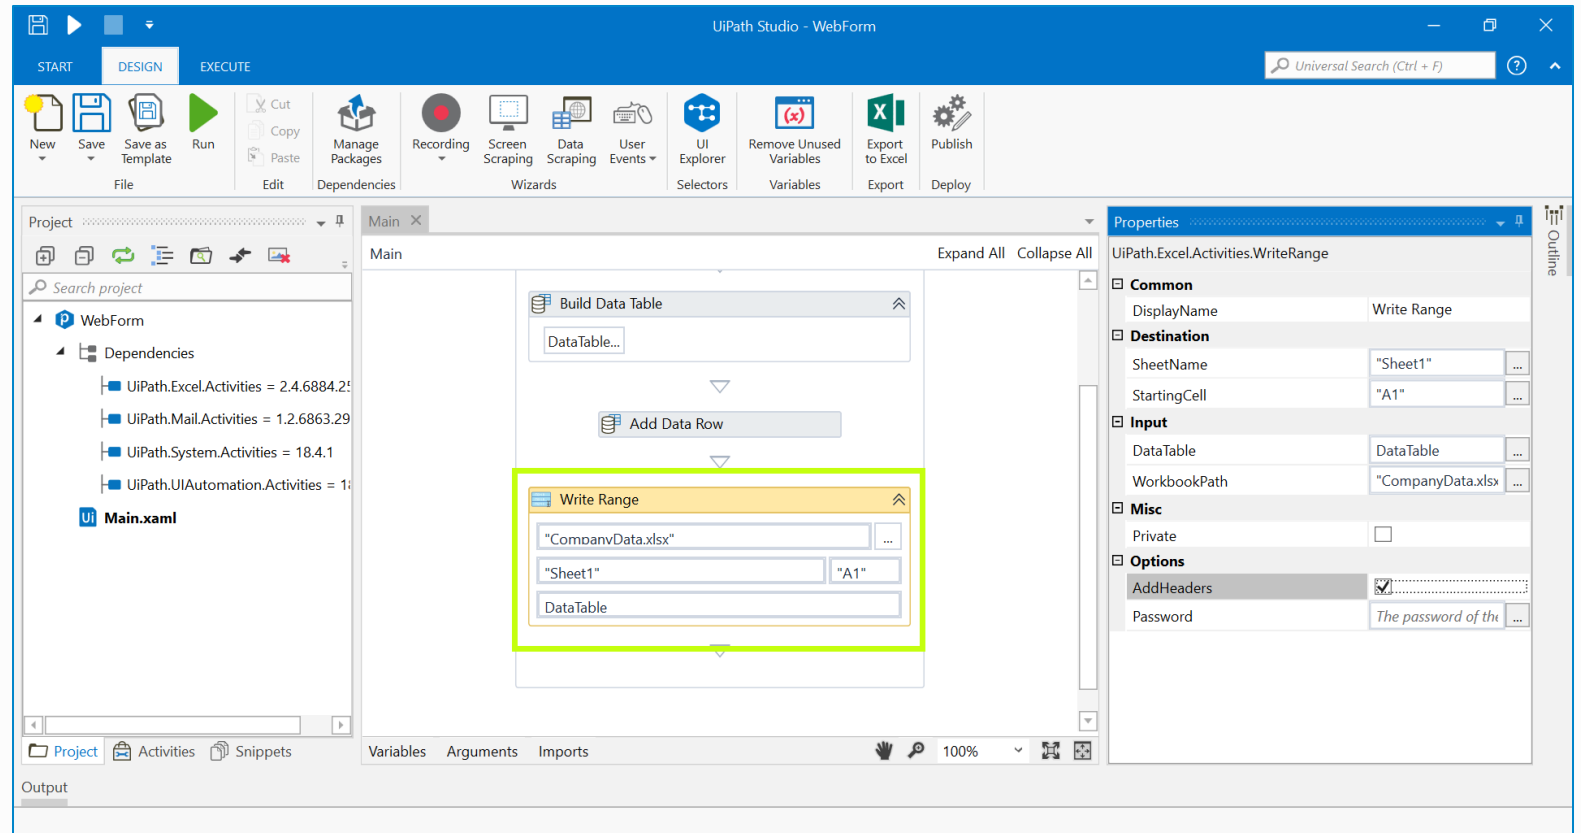 UiPath Studio - WebForm
START DESIGN EXECUTE Universal Search (Ctrl + F)
New Save Save as Template Run Cut Copy Paste Manage Packages Recording Screen Scraping Data Scraping User Events UI Explorer Remove Unused Variables Export to Excel Publish
File Edit Dependencies Wizards Selectors Variables Export Deploy
Project
Search project
WebForm
Dependencies
UiPath.Excel.Activities = 2.4.6884.25
UiPath.Mail.Activities = 1.2.6863.29
UiPath.System.Activities = 18.4.1
UiPath.UIAutomation.Activities = 18
Main.xaml
Project Activities Snippets
Main
Main Expand All Collapse All
Build Data Table
DataTable...
Add Data Row
Write Range
"CompanyData.xlsx"
...
"Sheet1" "A1"
DataTable
Variables Arguments Imports 100%
Properties
UiPath.Excel.Activities.WriteRange
Common
DisplayName Write Range
Destination
SheetName "Sheet1" ...
StartingCell "A1" ...
Input
DataTable DataTable ...
WorkbookPath "CompanyData.xlsx ...
Misc
Private
Options
AddHeaders
Password The password of the ...
Outline
Output